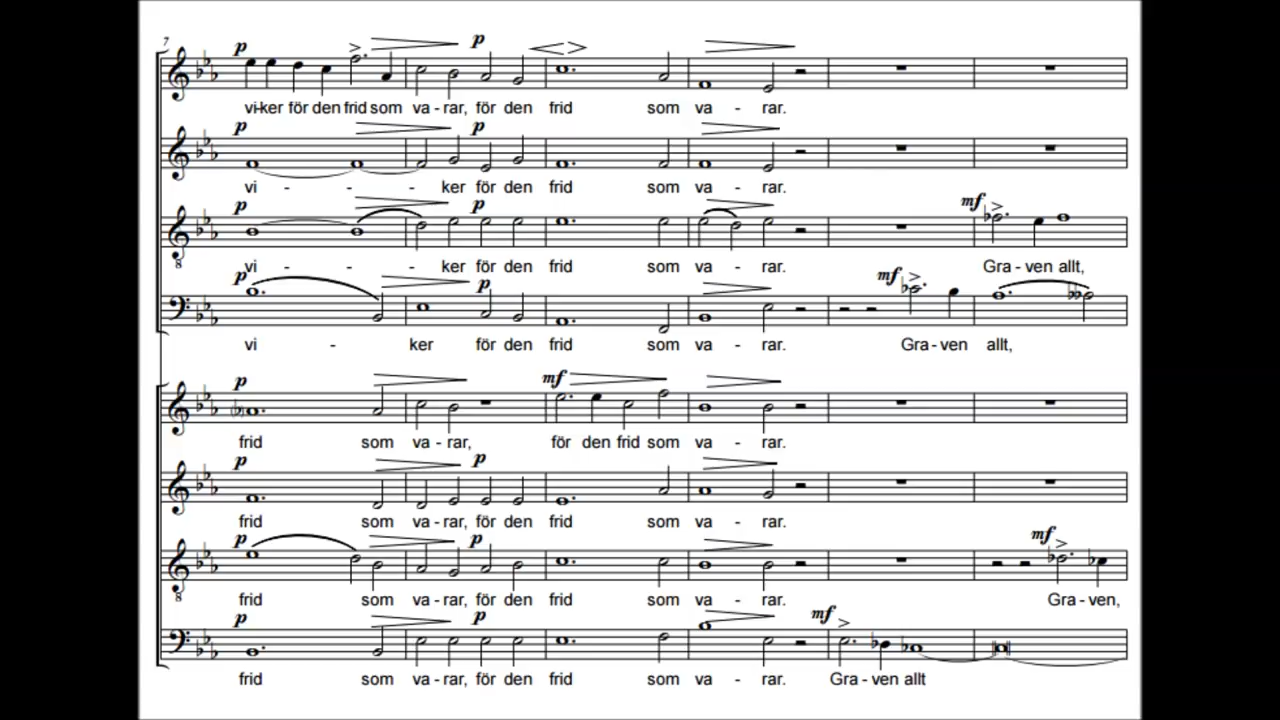 7
p p
vi-ker för den frid som va - rar, för den frid som va - rar.
p p
vi - - - ker för den frid som va - rar.
p p mf
vi - - - ker för den frid som va - rar. Gra - ven allt,
p p mf
vi - ker för den frid som va - rar. Gra - ven allt,
p mf
frid som va - rar, för den frid som va - rar.
p p
frid som va - rar, för den frid som va - rar.
p p mf
frid som va - rar, för den frid som va - rar. Gra - ven,
p p mf
frid som va - rar, för den frid som va - rar. Gra - ven allt